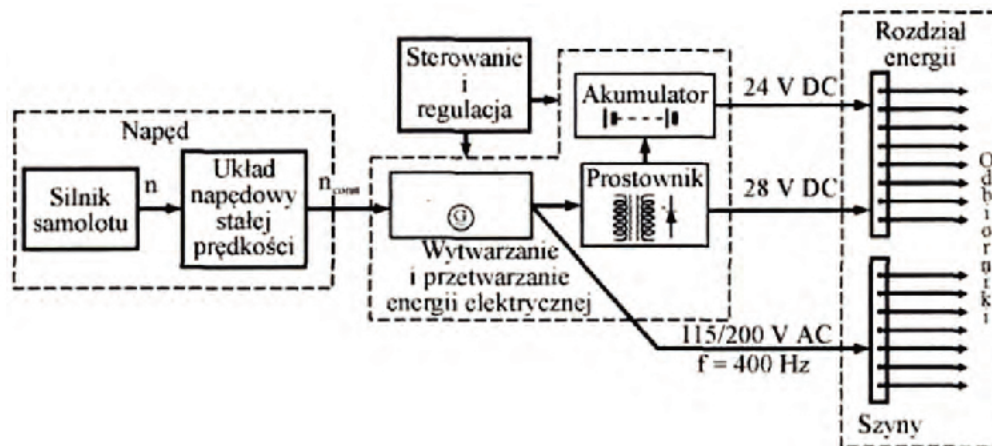 Napęd
Silnik
samolotu
n
Układ
napędowy
stałej
prędkości
n const
Sterowanie
i
regulacja
G
Wytwarzanie
i przetwarzanie
energii elektrycznej
Akumulator
Prostownik
24 V DC
28 V DC
115/200 V AC
f = 400 Hz
Rozdział
energii
Szyny
Odbiorniki